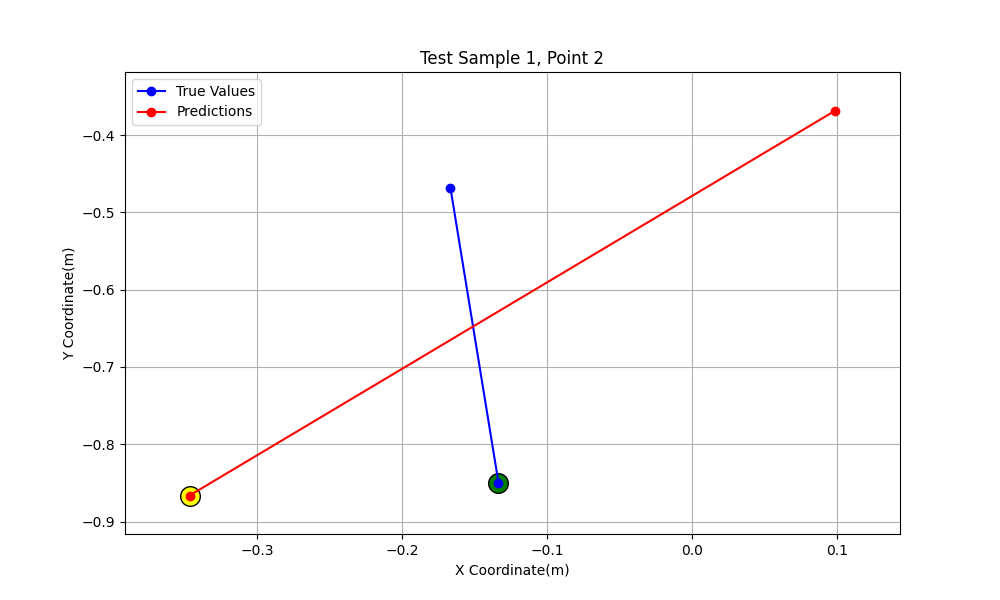 Test Sample 1, Point 2
True Values
Predictions
Y Coordinate(m)
−0.4
−0.5
−0.6
−0.7
−0.8
−0.9
−0.3
−0.2
−0.1
0.0
0.1
X Coordinate(m)